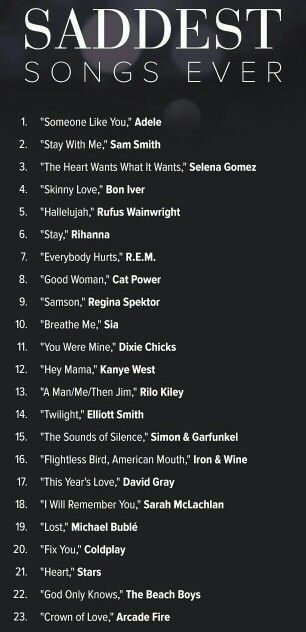 SADDEST
SONGS EVER
1. "Someone Like You," Adele
2. "Stay With Me," Sam Smith
3. "The Heart Wants What It Wants," Selena Gomez
4. "Skinny Love," Bon Iver
5. "Hallelujah," Rufus Wainwright
6. "Stay," Rihanna
7. "Everybody Hurts," R.E.M.
8. "Good Woman," Cat Power
9. "Samson," Regina Spektor
10. "Breathe Me," Sia
11. "You Were Mine," Dixie Chicks
12. "Hey Mama," Kanye West
13. "A Man/Me/Then Jim," Rilo Kiley
14. "Twilight," Elliott Smith
15. "The Sounds of Silence," Simon & Garfunkel
16. "Flightless Bird, American Mouth," Iron & Wine
17. "This Year's Love," David Gray
18. "I Will Remember You," Sarah McLachlan
19. "Lost," Michael Bublé
20. "Fix You," Coldplay
21. "Heart," Stars
22. "God Only Knows," The Beach Boys
23. "Crown of Love," Arcade Fire